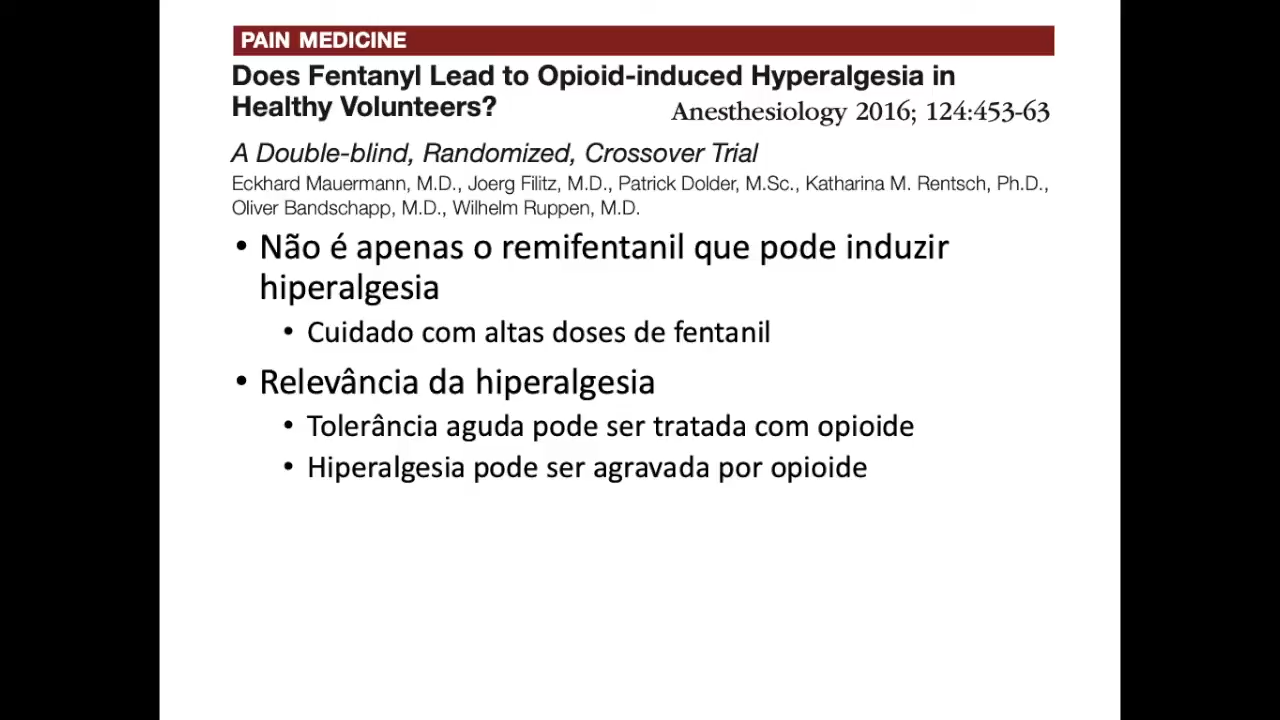 PAIN MEDICINE
Does Fentanyl Lead to Opioid-induced Hyperalgesia in
Healthy Volunteers?
Anesthesiology 2016; 124:453-63
A Double-blind, Randomized, Crossover Trial
Eckhard Mauermann, M.D., Joerg Filitz, M.D., Patrick Dolder, M.Sc., Katharina M. Rentsch, Ph.D.,
Oliver Bandschapp, M.D., Wilhelm Ruppen, M.D.
• Não é apenas o remifentanil que pode induzir
hiperalgesia
• Cuidado com altas doses de fentanil
• Relevância da hiperalgesia
• Tolerância aguda pode ser tratada com opioide
• Hiperalgesia pode ser agravada por opioide